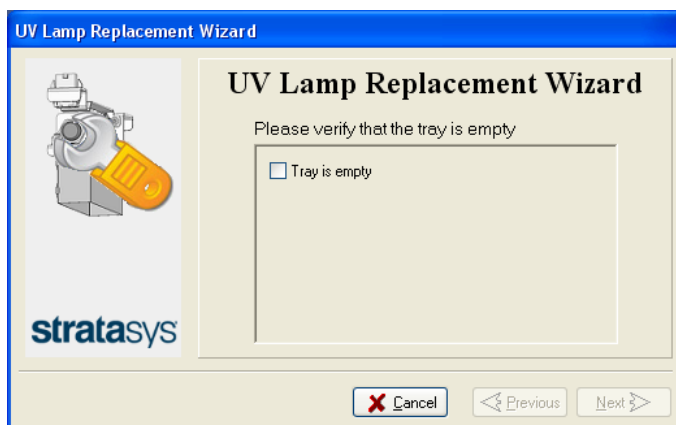 UV Lamp Replacement Wizard
UV Lamp Replacement Wizard
Please verify that the tray is empty
Tray is empty
stratasys
Cancel
Previous
Next